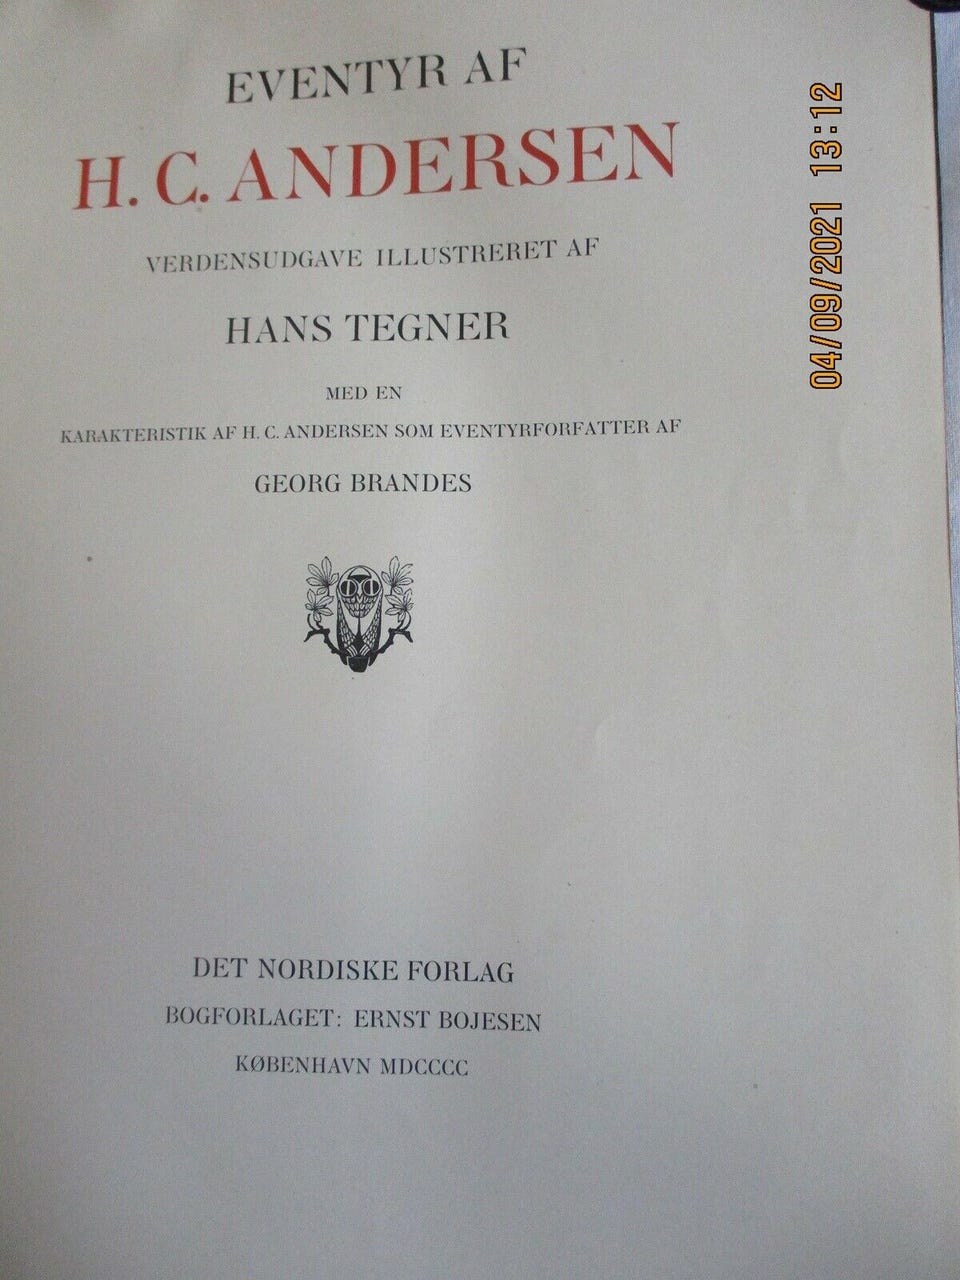 EVENTYR AF
H. C. ANDERSEN
VERDENSUDGAVE ILLUSTRERET AF
HANS TEGNER
MED EN
KARAKTERISTIK AF H. C. ANDERSEN SOM EVENTYRFORFATTER AF
GEORG BRANDES
DET NORDISKE FORLAG
BOGFORLAGET: ERNST BOJESEN
KØBENHAVN MDCCCC
04/09/2021 13:12